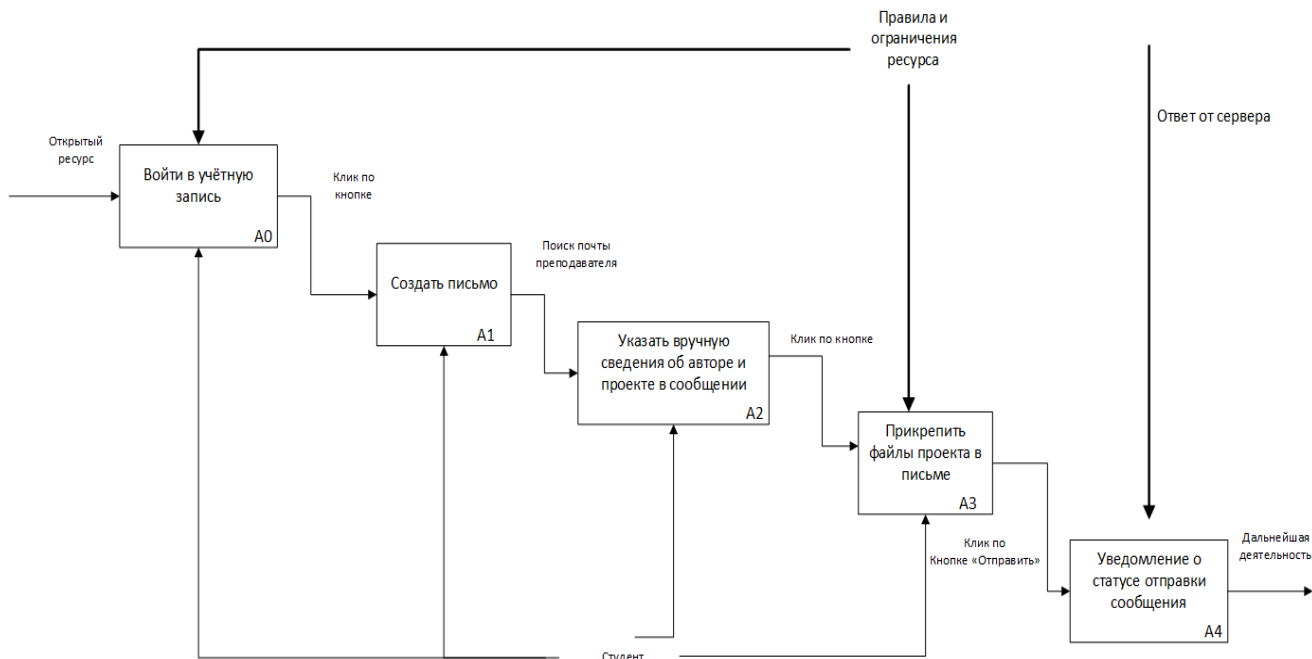 Правила и
ограничения
ресурса
Ответ от сервера
Открытый
ресурс
Войти в учётную
запись
A0
Клик по
кнопке
Создать письмо
A1
Поиск почты
преподавателя
Указать вручную
сведения об авторе и
проекте в сообщении
A2
Клик по кнопке
Прикрепить
файлы проекта в
письме
A3
Клик по
Кнопке «Отправить»
Уведомление о
статусе отправки
сообщения
A4
Дальнейшая
деятельность
Студент